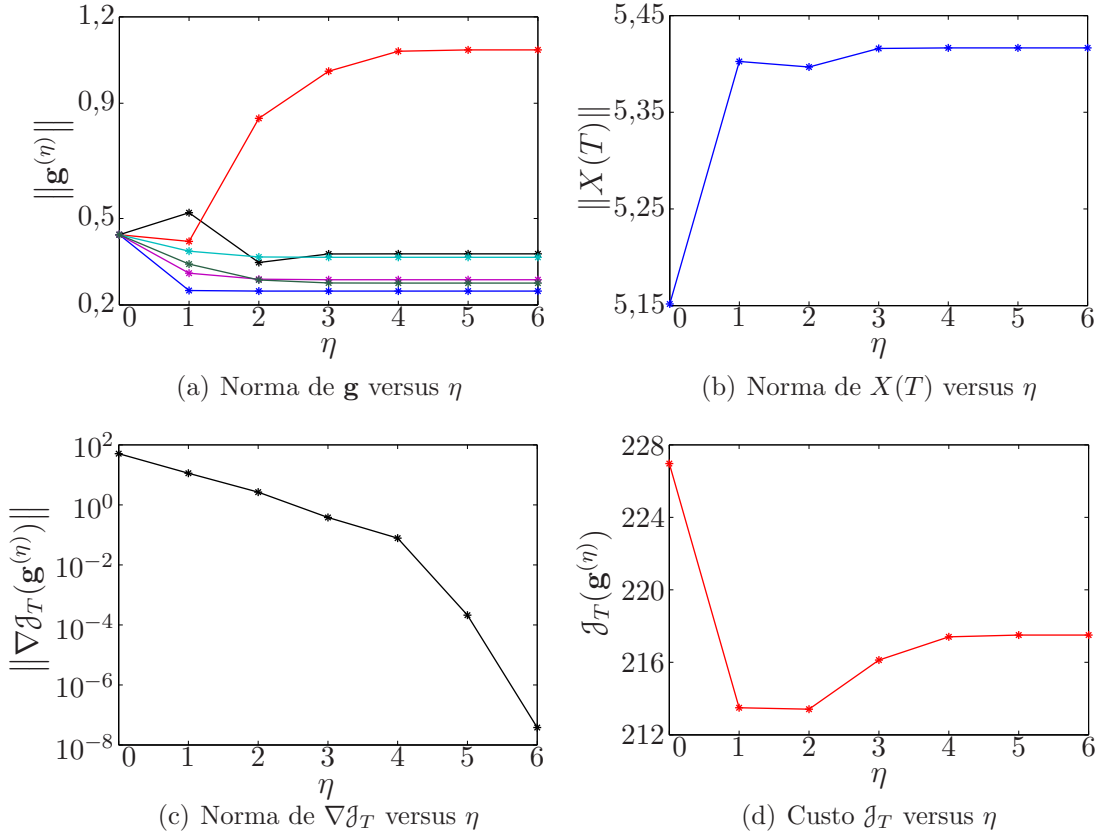 1,2
0,9
0,5
0,2
0 1 2 3 4 5 6
||g^(η)||
η
(a) Norma de g versus η
5,45
5,35
5,25
5,15
0 1 2 3 4 5 6
||X(T)||
η
(b) Norma de X(T) versus η
10^2
10^0
10^−2
10^−4
10^−6
10^−8
0 1 2 3 4 5 6
||∇𝒥_T(g^(η))||
η
(c) Norma de ∇𝒥_T versus η
228
224
220
216
212
0 1 2 3 4 5 6
𝒥_T(g^(η))
η
(d) Custo 𝒥_T versus η